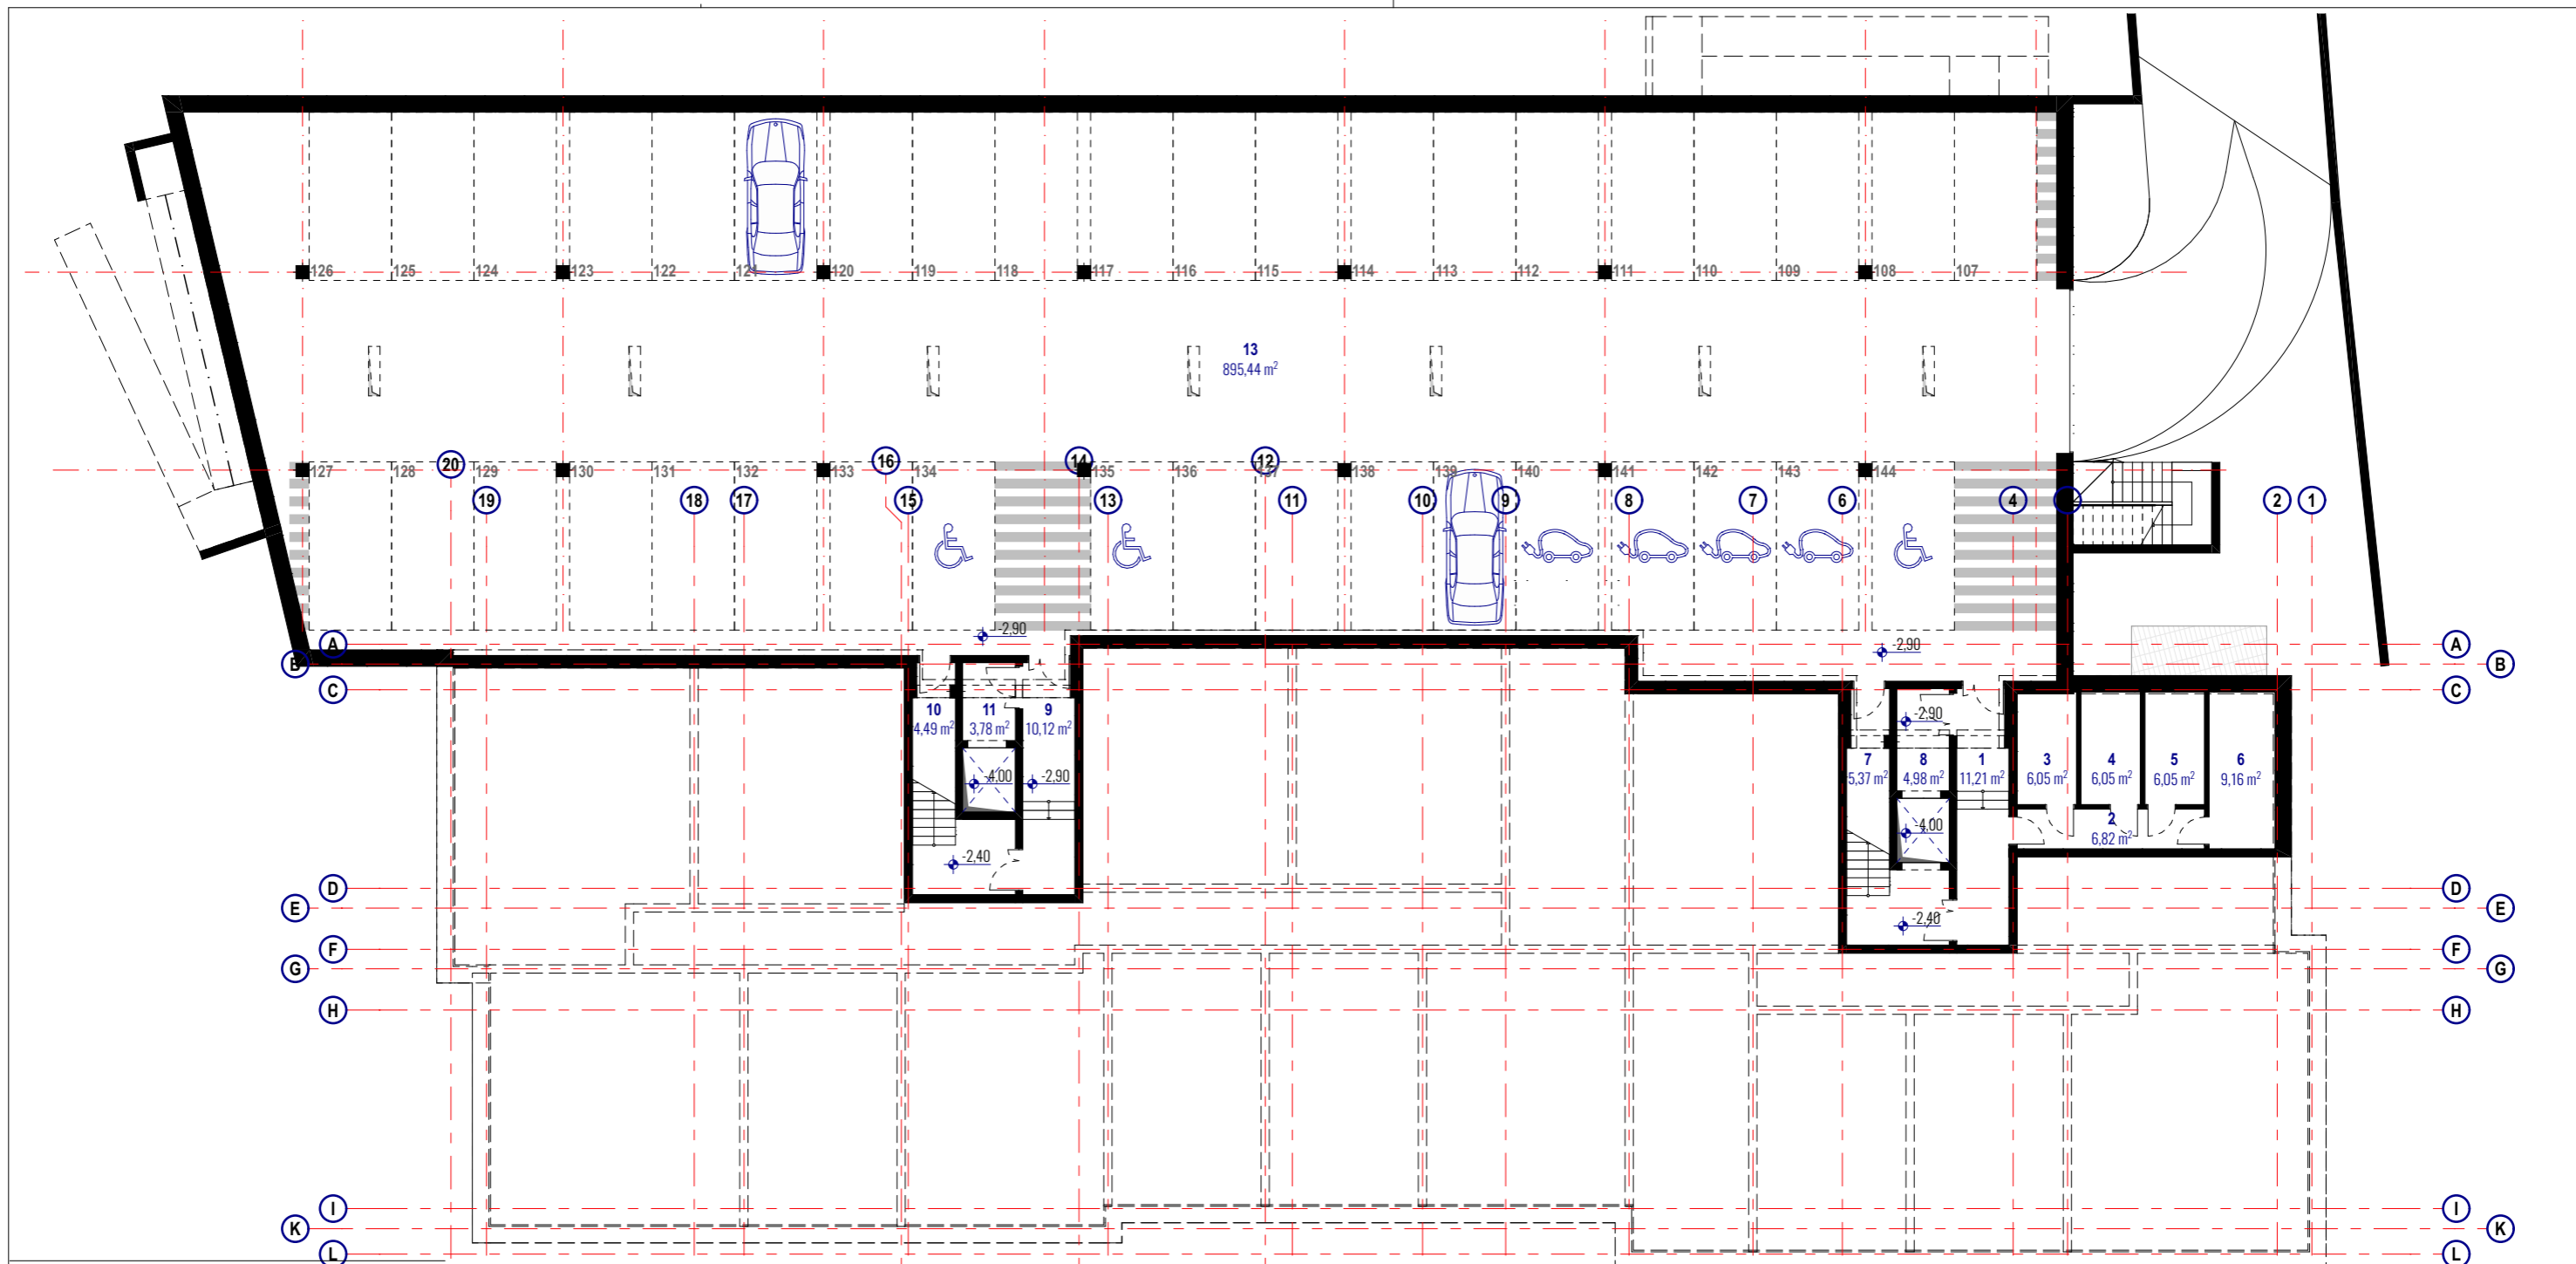 126 125 124 123 122 121 120 119 118 117 116 115 114 113 112 111 110 109 108 107
13
895,44 m²
127 128 129 130 131 132 133 134 135 136 137 138 139 140 141 142 143 144
20 16 14 12
19 18 17 15 13 11 10 9 8 7 6 4 2 1
-2,90
-2,90
A A
B B
C C
10 11 9
4,49 m² 3,78 m² 10,12 m²
-2,90
7 8 1 3 4 5 6
5,37 m² 4,98 m² 11,21 m² 6,05 m² 6,05 m² 6,05 m² 9,16 m²
-4,00 -2,90
-4,00
2
6,82 m²
-2,40
D D
E E
-2,40
F F
G G
H H
I I
K K
L L